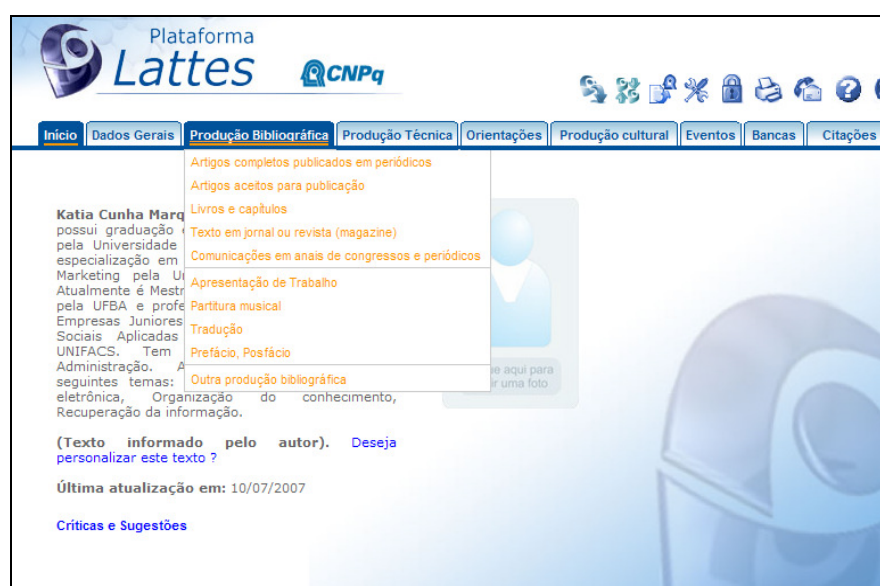 Plataforma
Lattes
CNPq
Início Dados Gerais Produção Bibliográfica Produção Técnica Orientações Produção cultural Eventos Bancas Citações
Artigos completos publicados em periódicos
Artigos aceitos para publicação
Livros e capítulos
Texto em jornal ou revista (magazine)
Comunicações em anais de congressos e periódicos
Apresentação de Trabalho
Partitura musical
Tradução
Prefácio, Posfácio
Outra produção bibliográfica
Katia Cunha
possui graduação
pela Universidade
especialização em
Marketing pela
Atualmente é
pela UFBA e
Empresas Juniores
Sociais Aplicadas
UNIFACS. Tem
Administração.
seguintes temas:
eletrônica, Organização do conhecimento,
Recuperação da informação.
aqui para
uma foto
(Texto informado pelo autor). Deseja
personalizar este texto ?
Última atualização em: 10/07/2007
Críticas e Sugestões